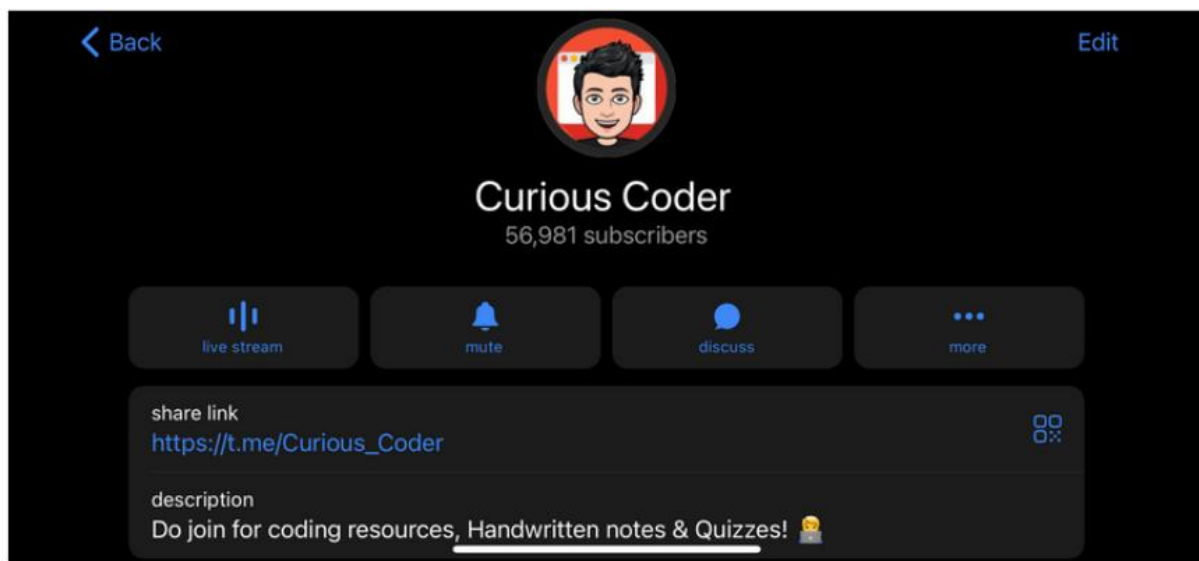 Back
Edit
Curious Coder
56,981 subscribers
live stream
mute
discuss
more
share link
https://t.me/Curious_Coder
description
Do join for coding resources, Handwritten notes & Quizzes! 🧑‍💻